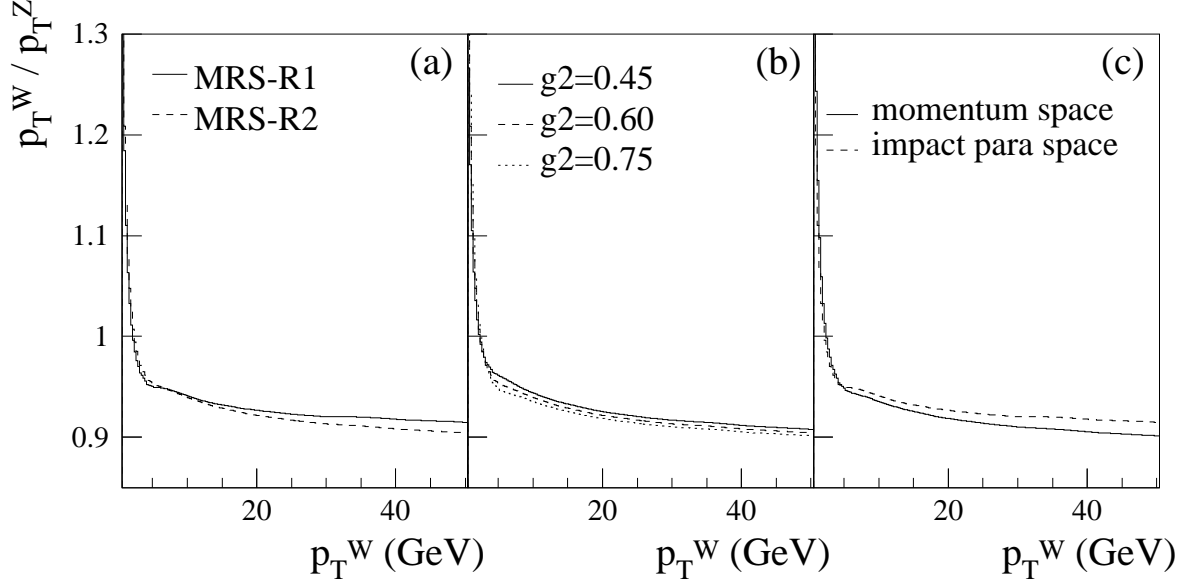 p_T^W / p_T^Z
1.3
1.2
1.1
1
0.9
(a)
MRS-R1
MRS-R2
20
40
p_T^W (GeV)
(b)
g2=0.45
g2=0.60
g2=0.75
20
40
p_T^W (GeV)
(c)
momentum space
impact para space
20
40
p_T^W (GeV)